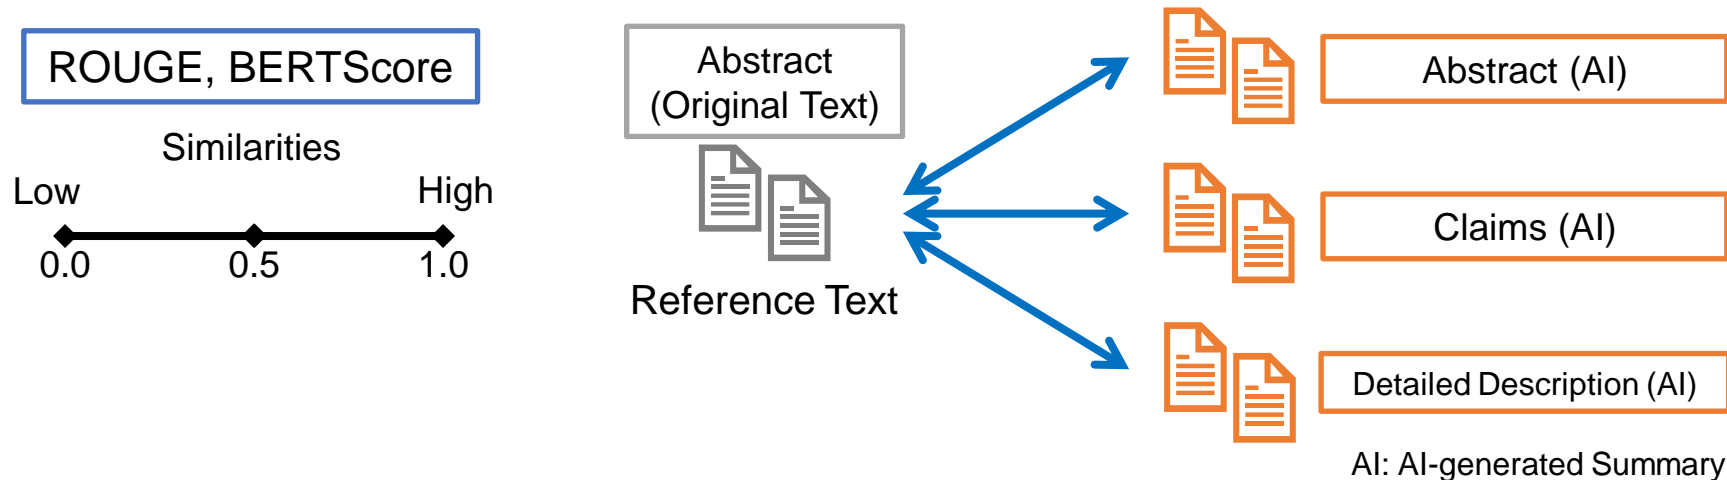 ROUGE, BERTScore
Similarities
Low
High
0.0
0.5
1.0
Abstract
(Original Text)
Reference Text
Abstract (AI)
Claims (AI)
Detailed Description (AI)
AI: AI-generated Summary